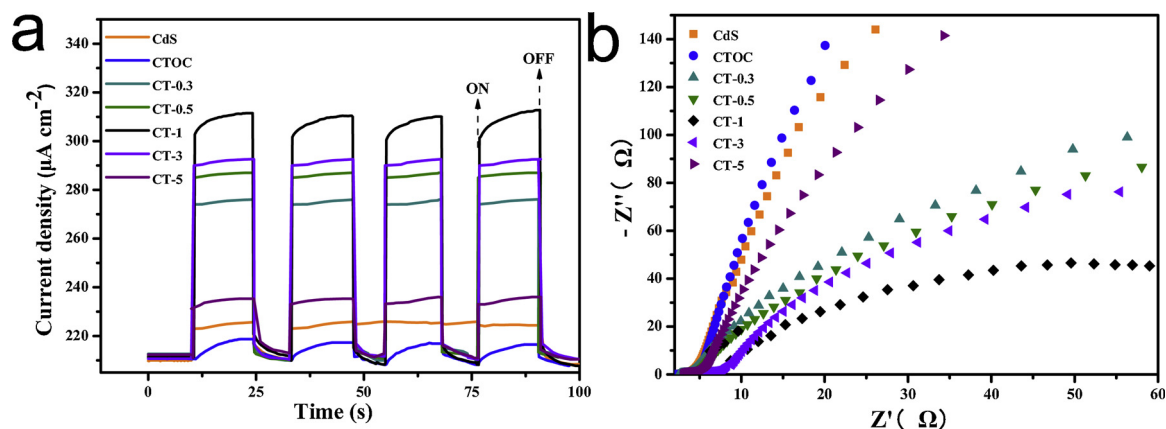 a
Current density (μA cm⁻²)
340
320
300
280
260
240
220
CdS
CTOC
CT-0.3
CT-0.5
CT-1
CT-3
CT-5
ON
OFF
0
25
50
75
100
Time (s)
b
- Z''( Ω)
140
120
100
80
60
40
20
0
CdS
CTOC
CT-0.3
CT-0.5
CT-1
CT-3
CT-5
10
20
30
40
50
60
Z'( Ω)